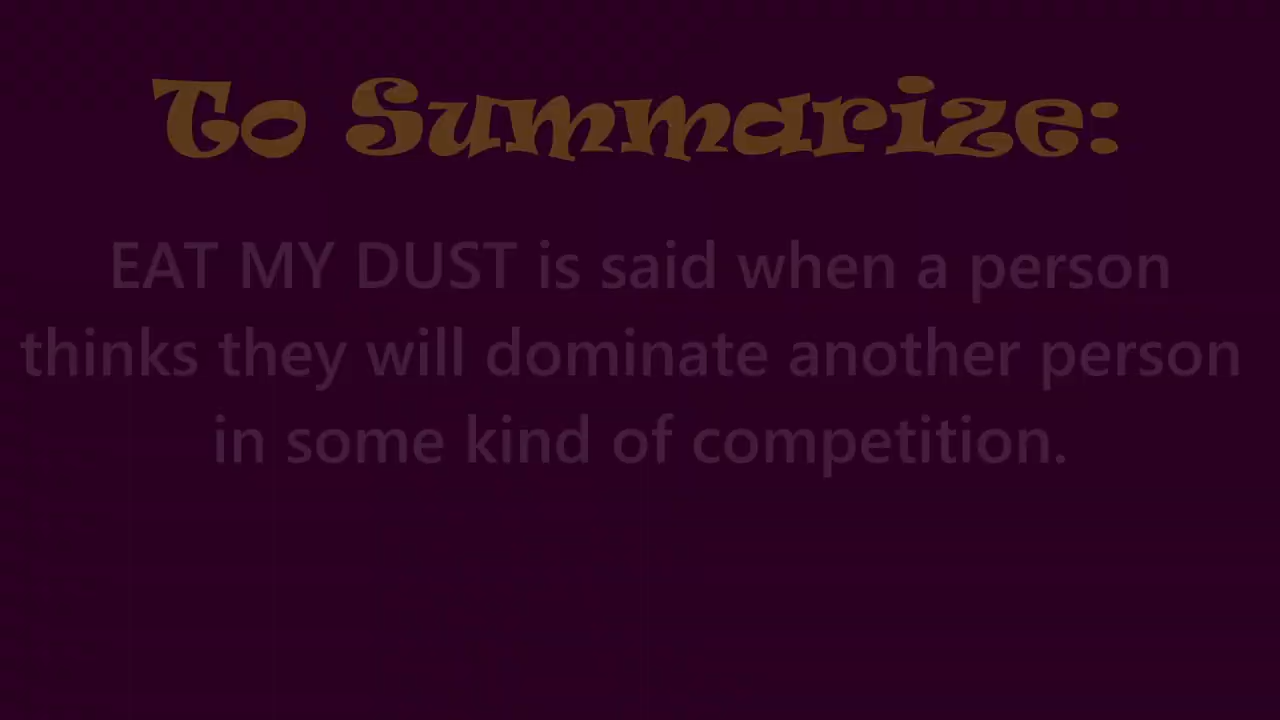 To Summarize:
EAT MY DUST is said when a person
thinks they will dominate another person
in some kind of competition.